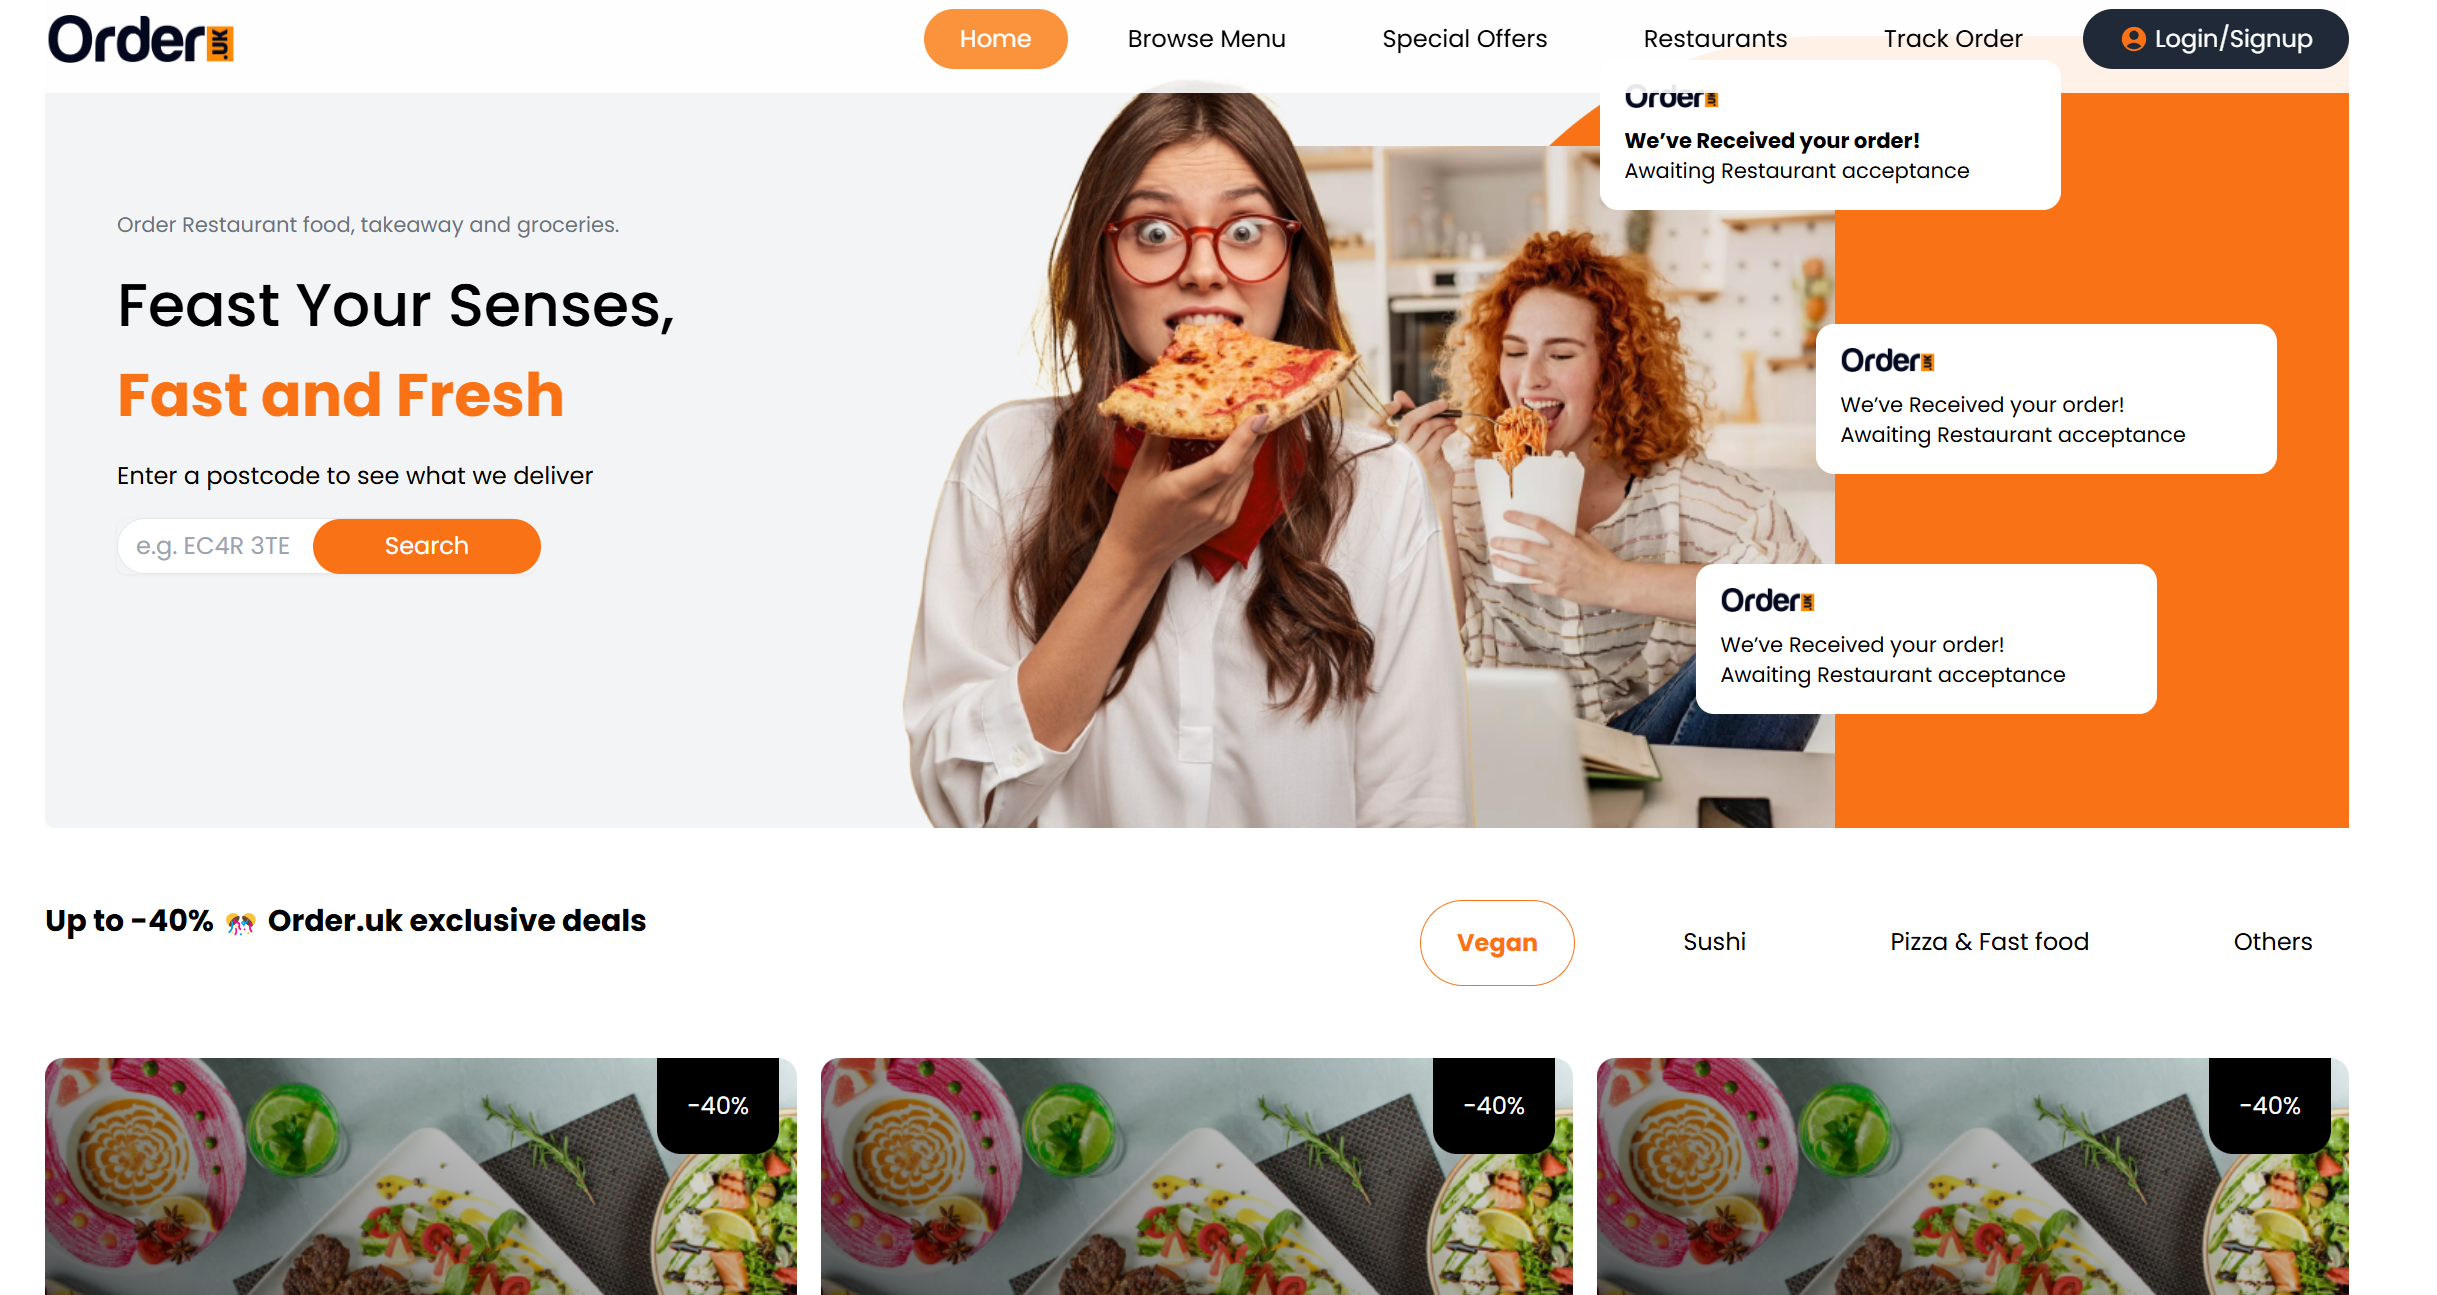 Order.UK
Home
Browse Menu
Special Offers
Restaurants
Track Order
Login/Signup
Order Restaurant food, takeaway and groceries.
Feast Your Senses,
Fast and Fresh
Enter a postcode to see what we deliver
e.g. EC4R 3TE
Search
Order.UK
We’ve Received your order!
Awaiting Restaurant acceptance
Order.UK
We’ve Received your order!
Awaiting Restaurant acceptance
Order.UK
We’ve Received your order!
Awaiting Restaurant acceptance
Up to -40% 🎊 Order.uk exclusive deals
Vegan
Sushi
Pizza & Fast food
Others
-40%
-40%
-40%